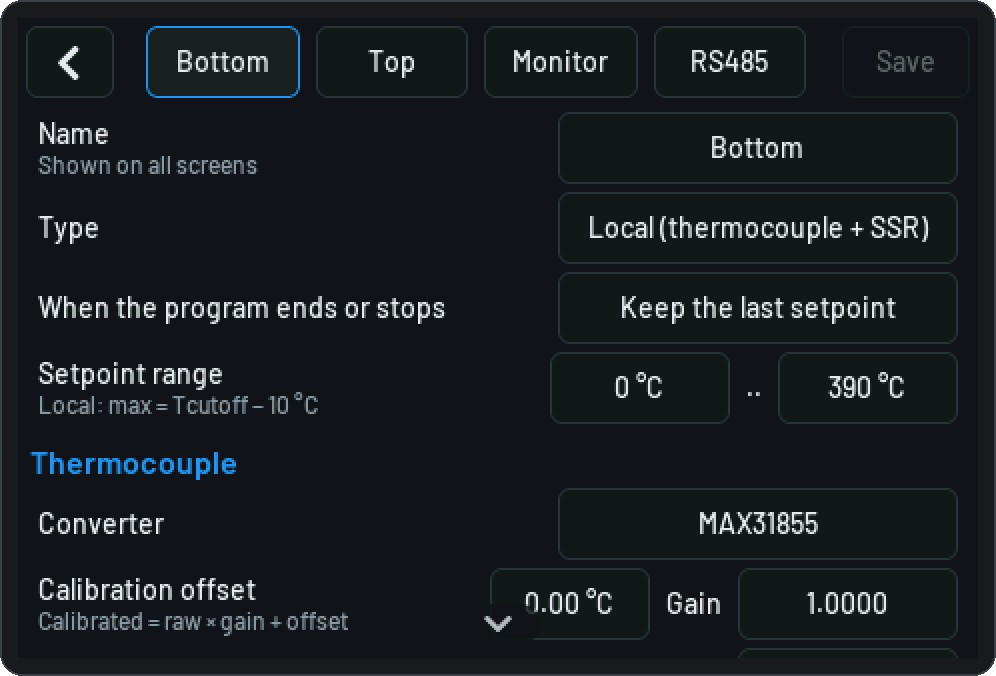 Bottom
Top
Monitor
RS485
Save
Name
Shown on all screens
Bottom
Type
Local (thermocouple + SSR)
When the program ends or stops
Keep the last setpoint
Setpoint range
Local: max = Tcutoff – 10 °C
0 °C .. 390 °C
Thermocouple
Converter
MAX31855
Calibration offset
Calibrated = raw × gain + offset
0.00 °C Gain 1.0000